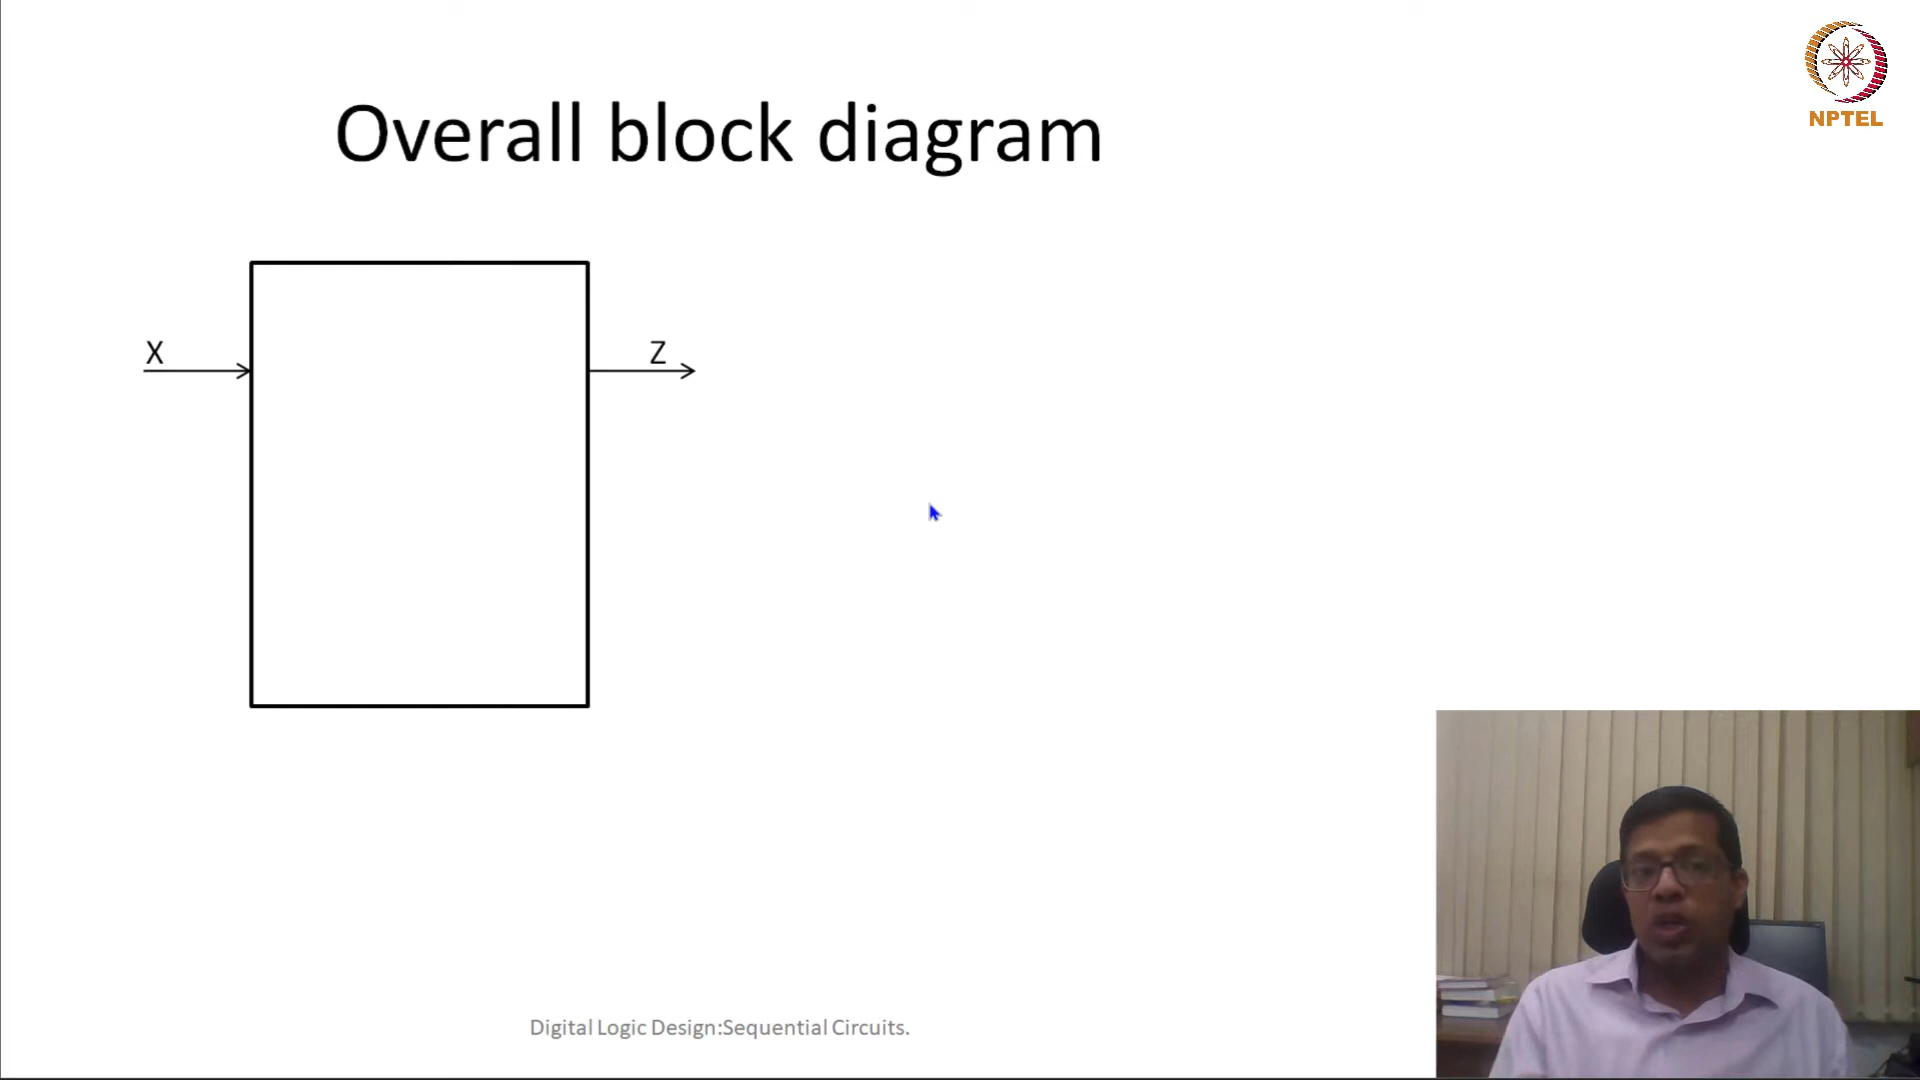 NPTEL
Overall block diagram
X
Z
Digital Logic Design:Sequential Circuits.